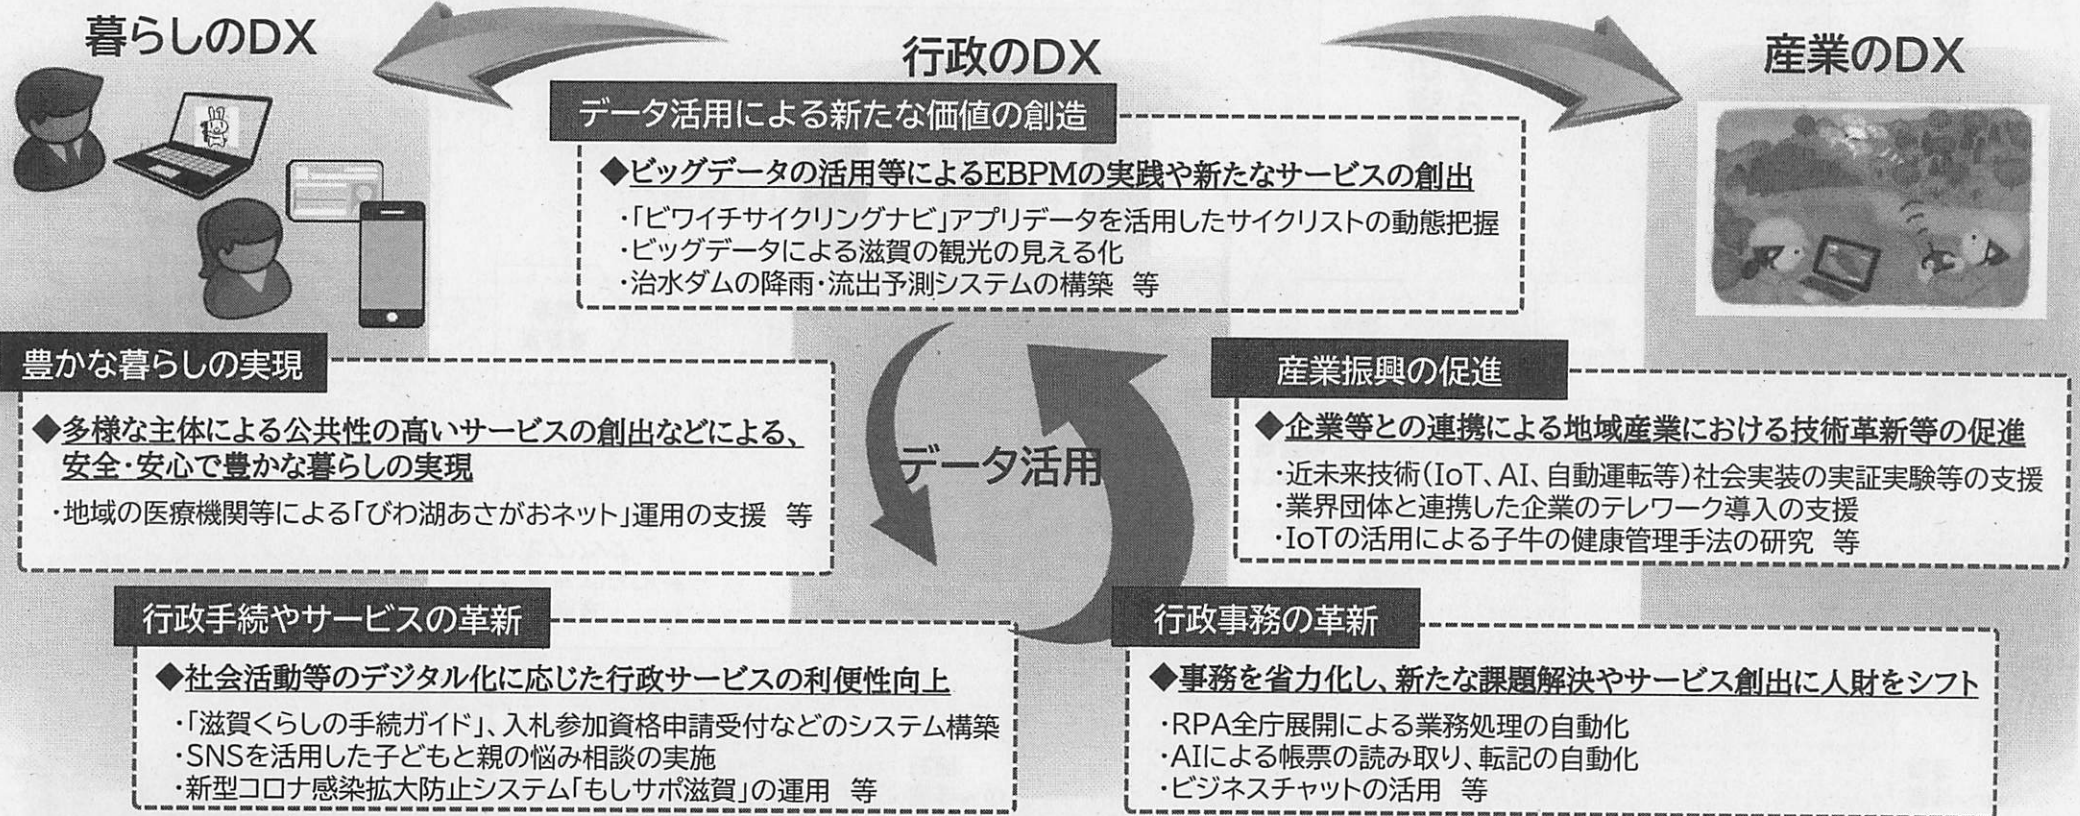 暮らしのDX
行政のDX
産業のDX
データ活用による新たな価値の創造
◆ビッグデータの活用等によるEBPMの実践や新たなサービスの創出
・「ビワイチサイクリングナビ」アプリデータを活用したサイクリストの動態把握
・ビッグデータによる滋賀の観光の見える化
・治水ダムの降雨・流出予測システムの構築 等
豊かな暮らしの実現
◆多様な主体による公共性の高いサービスの創出などによる、
安全・安心で豊かな暮らしの実現
・地域の医療機関等による「びわ湖あさがおネット」運用の支援 等
データ活用
産業振興の促進
◆企業等との連携による地域産業における技術革新等の促進
・近未来技術(IoT、AI、自動運転等)社会実装の実証実験等の支援
・業界団体と連携した企業のテレワーク導入の支援
・IoTの活用による子牛の健康管理手法の研究 等
行政手続やサービスの革新
◆社会活動等のデジタル化に応じた行政サービスの利便性向上
・「滋賀くらしの手続ガイド」、入札参加資格申請受付などのシステム構築
・SNSを活用した子どもと親の悩み相談の実施
・新型コロナ感染拡大防止システム「もしサポ滋賀」の運用 等
行政事務の革新
◆事務を省力化し、新たな課題解決やサービス創出に人財をシフト
・RPA全庁展開による業務処理の自動化
・AIによる帳票の読み取り、転記の自動化
・ビジネスチャットの活用 等